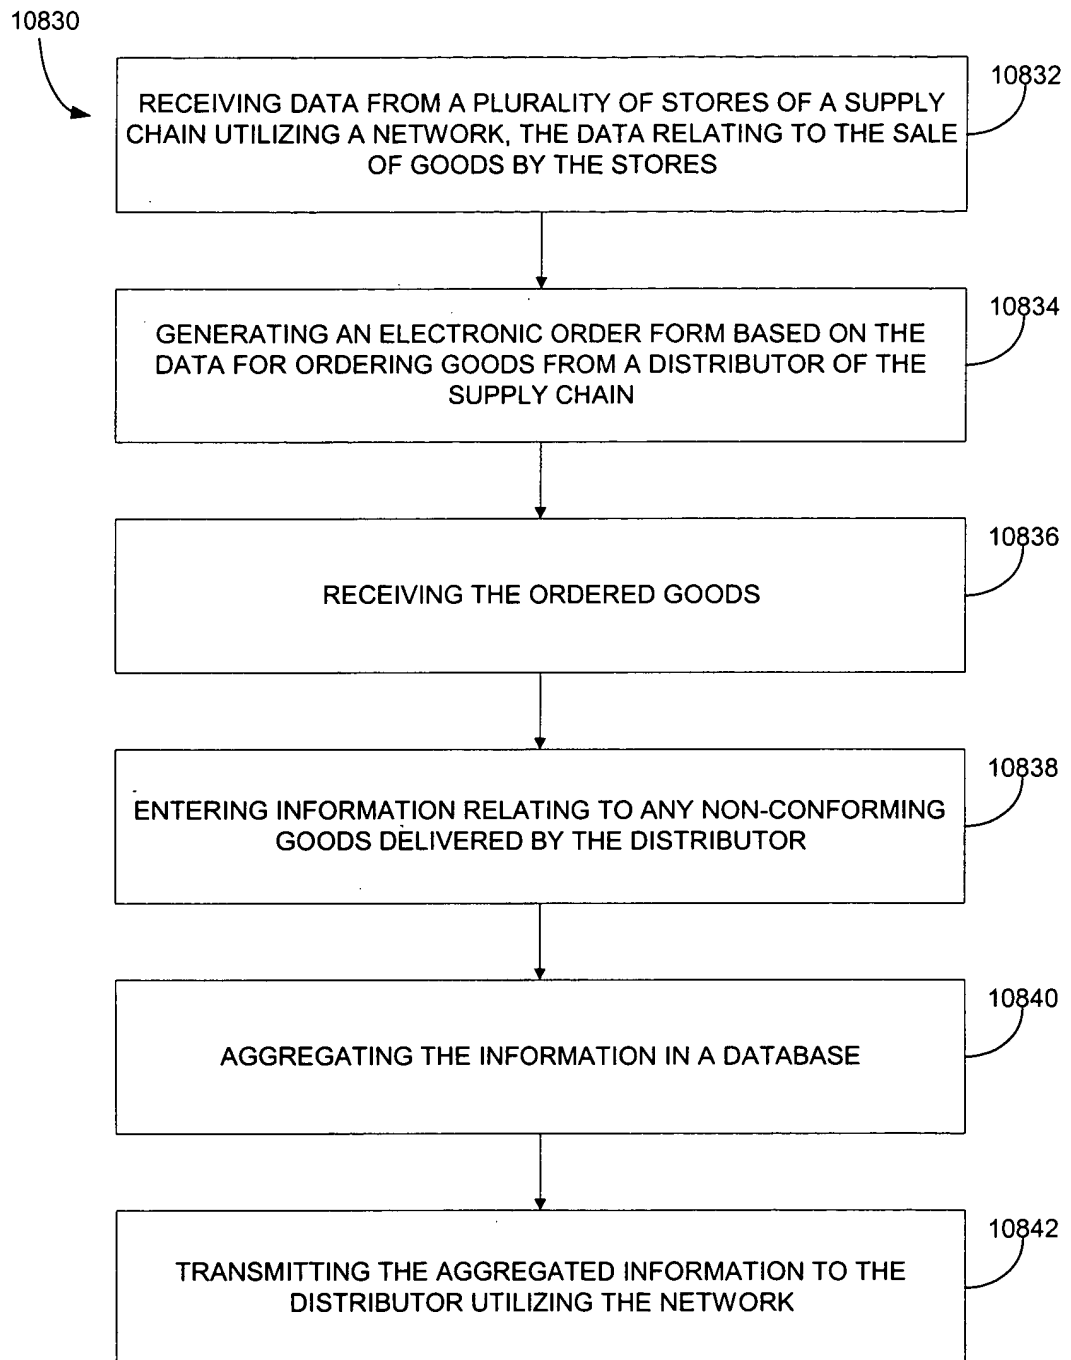 10830
10832
RECEIVING DATA FROM A PLURALITY OF STORES OF A SUPPLY
CHAIN UTILIZING A NETWORK, THE DATA RELATING TO THE SALE
OF GOODS BY THE STORES
10834
GENERATING AN ELECTRONIC ORDER FORM BASED ON THE
DATA FOR ORDERING GOODS FROM A DISTRIBUTOR OF THE
SUPPLY CHAIN
10836
RECEIVING THE ORDERED GOODS
10838
ENTERING INFORMATION RELATING TO ANY NON-CONFORMING
GOODS DELIVERED BY THE DISTRIBUTOR
10840
AGGREGATING THE INFORMATION IN A DATABASE
10842
TRANSMITTING THE AGGREGATED INFORMATION TO THE
DISTRIBUTOR UTILIZING THE NETWORK